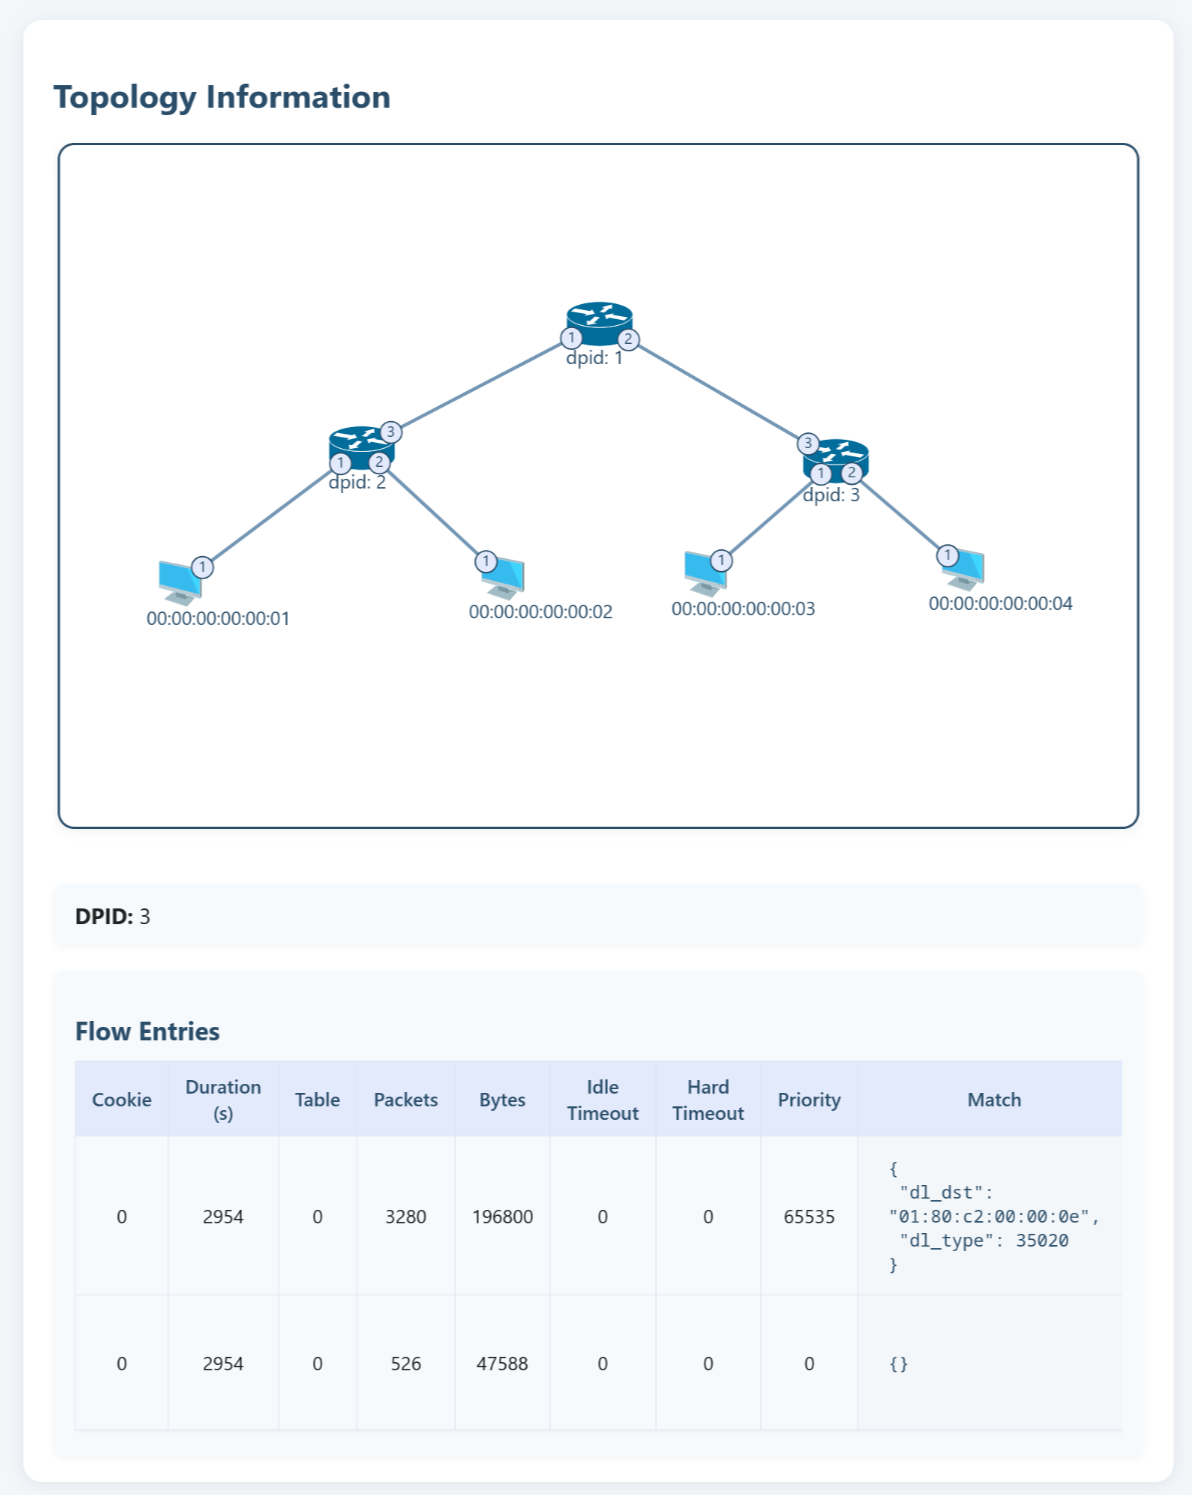 Topology Information
1
2
dpid: 1
3
1
2
dpid: 2
3
1
2
dpid: 3
1
00:00:00:00:00:01
1
00:00:00:00:00:02
1
00:00:00:00:00:03
1
00:00:00:00:00:04
DPID: 3
Flow Entries
Cookie Duration (s) Table Packets Bytes Idle Timeout Hard Timeout Priority Match
0 2954 0 3280 196800 0 0 65535
{
"dl_dst":
"01:80:c2:00:00:0e",
"dl_type": 35020
}
0 2954 0 526 47588 0 0 0 {}